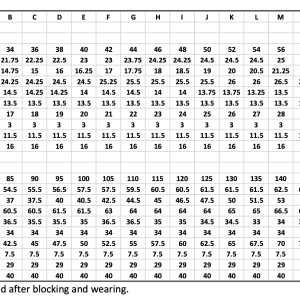 B C D E F G H I J K L M
34 36 38 40 42 44 46 48 50 52 54 56
21.75 22.25 22.5 23 23 23.75 24.25 24.25 24.5 24.5 24.5 25
14.75 15 16 16.25 17 17.75 18 18.5 19 20 20.5 21.25
24.25 24.25 24.5 24.5 25.25 25.5 25.5 25.5 25.5 26 26 26.5
14.5 14.25 14.25 14.5 14.5 14.5 14 13.75 13.75 13.25 13.5
13.5 13.5 13.5 13.5 13.5 13.5 13.5 13.5 13.5 13.5 13.5 13.5
17 18 19 20 21 22 23 24 25 26 27 28
3 3 3 3 3 3 3 3 3 3 3 3
11.5 11.5 11.5 11.5 11.5 11.5 11.5 11.5 11.5 11.5 11.5 11.5
16 16 16 16 16 16 16 16 16 16 16 16
85 90 95 100 105 110 115 120 125 130 135 140
54.5 55.5 56.5 57.5 57.5 59.5 60.5 60.5 61.5 61.5 61.5 62.5
37 37.5 40 40.5 42.5 44.5 45 46.5 47.5 50 51.5 53
60.5 60.5 61.5 61.5 63 64 64 64 64 65 65 66.5
36.5 35.5 35.5 36.5 36.5 35 35 34.5 34.5 33 34
34 34 34 34 34 34 34 34 34 34 34 34
42.5 45 47.5 50 52.5 55 57.5 60 62.5 65 67.5 70
7.5 7.5 7.5 7.5 7.5 7.5 7.5 7.5 7.5 7.5 7.5 7.5
29 29 29 29 29 29 29 29 29 29 29 29
40 40 40 40 40 40 40 40 40 40 40 40
d after blocking and wearing.